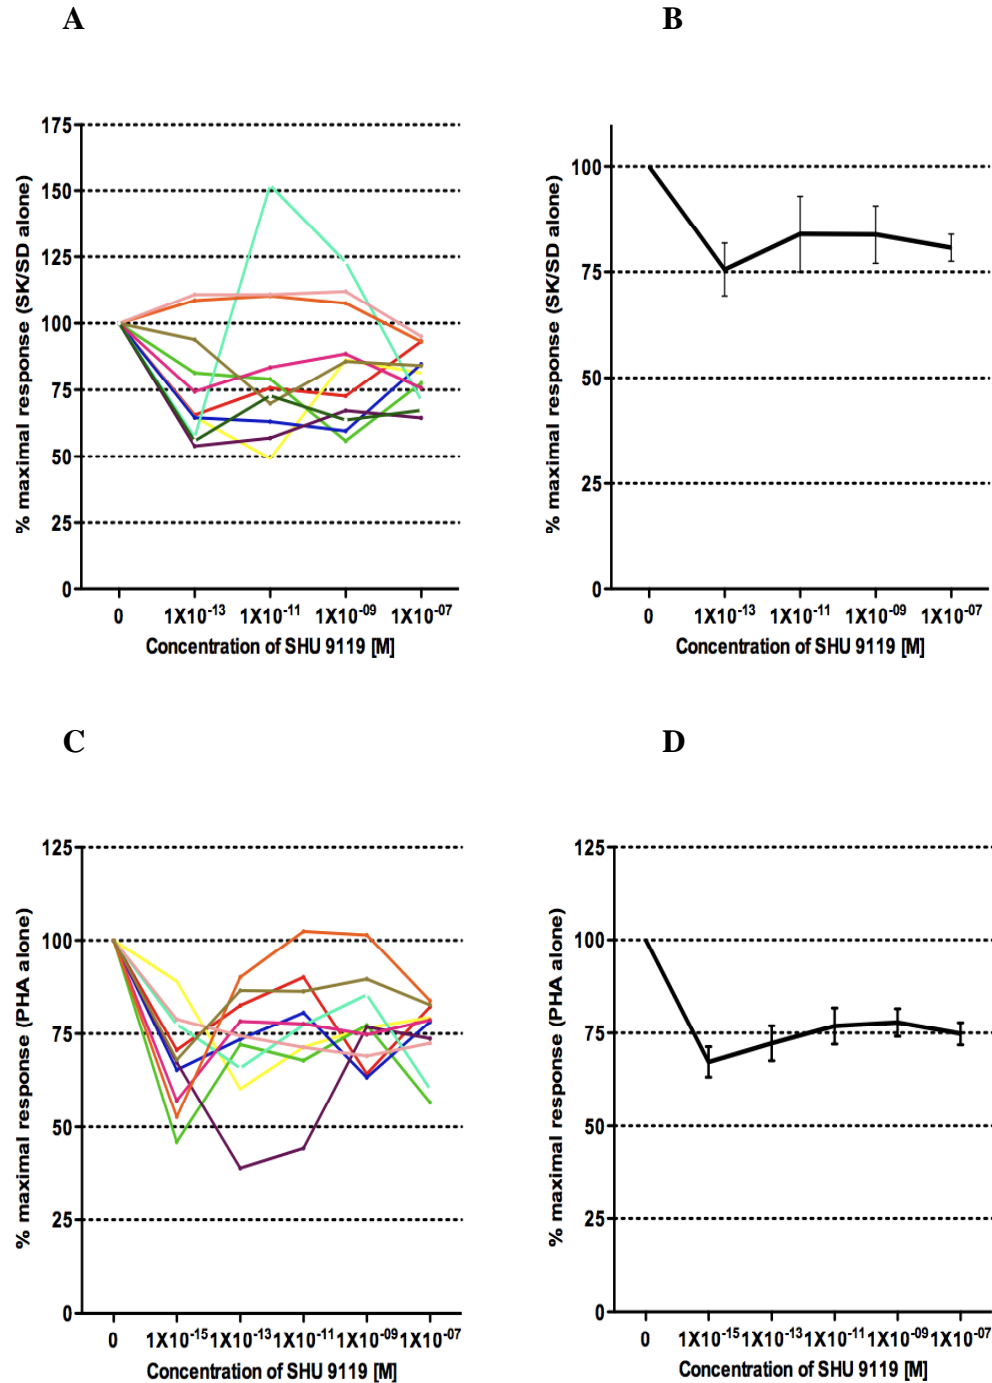 A
B
% maximal response (SK/SD alone)
175
150
125
100
75
50
25
0
0 1X10⁻¹³ 1X10⁻¹¹ 1X10⁻⁰⁹ 1X10⁻⁰⁷
Concentration of SHU 9119 [M]
% maximal response (SK/SD alone)
100
75
50
25
0
0 1X10⁻¹³ 1X10⁻¹¹ 1X10⁻⁰⁹ 1X10⁻⁰⁷
Concentration of SHU 9119 [M]
C
D
% maximal response (PHA alone)
125
100
75
50
25
0
0 1X10⁻¹⁵ 1X10⁻¹³ 1X10⁻¹¹ 1X10⁻⁰⁹ 1X10⁻⁰⁷
Concentration of SHU 9119 [M]
% maximal response (PHA alone)
125
100
75
50
25
0
0 1X10⁻¹⁵ 1X10⁻¹³ 1X10⁻¹¹ 1X10⁻⁰⁹ 1X10⁻⁰⁷
Concentration of SHU 9119 [M]